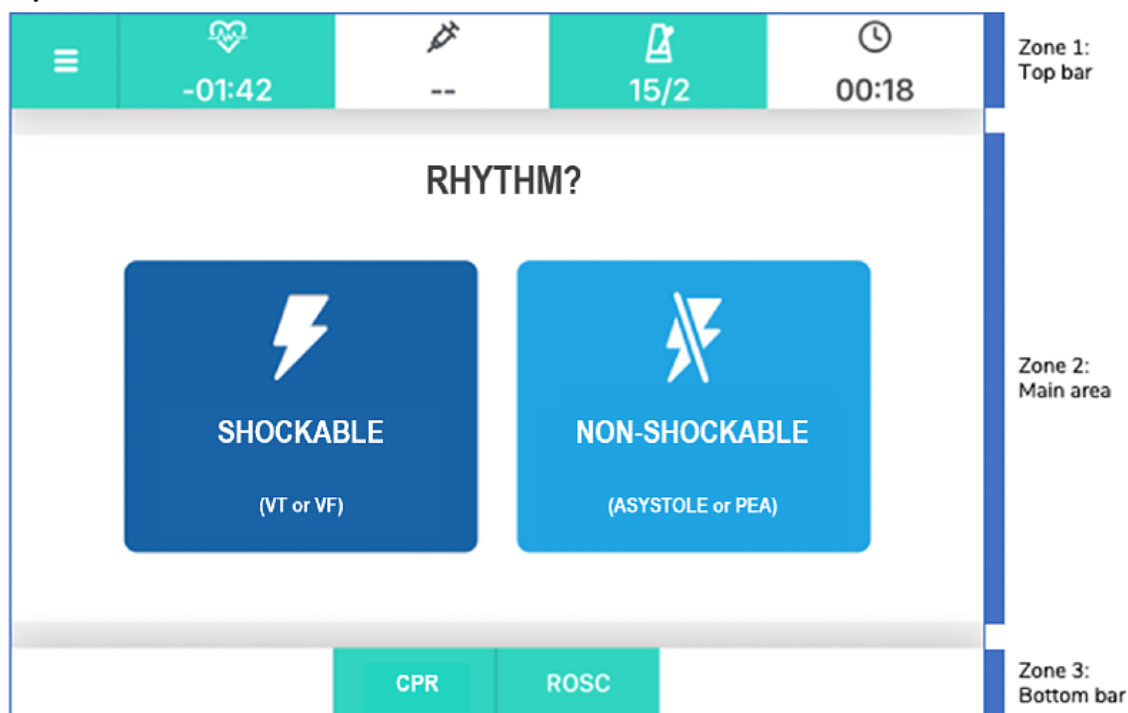 -01:42
--
15/2
00:18
Zone 1:
Top bar
RHYTHM?
SHOCKABLE
(VT or VF)
NON-SHOCKABLE
(ASYSTOLE or PEA)
Zone 2:
Main area
CPR
ROSC
Zone 3:
Bottom bar